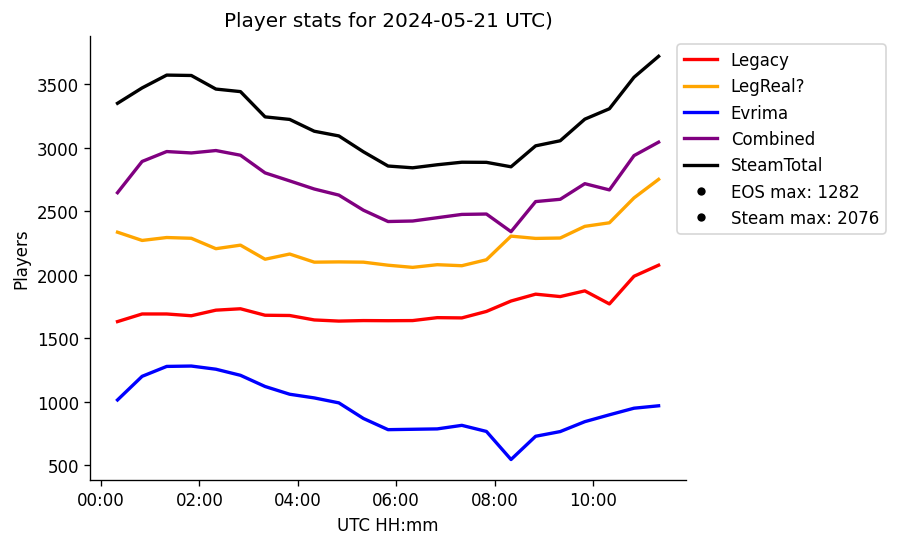 Player stats for 2024-05-21 UTC)
Legacy
LegReal?
Evrima
Combined
SteamTotal
EOS max: 1282
Steam max: 2076
Players
3500
3000
2500
2000
1500
1000
500
00:00 02:00 04:00 06:00 08:00 10:00
UTC HH:mm